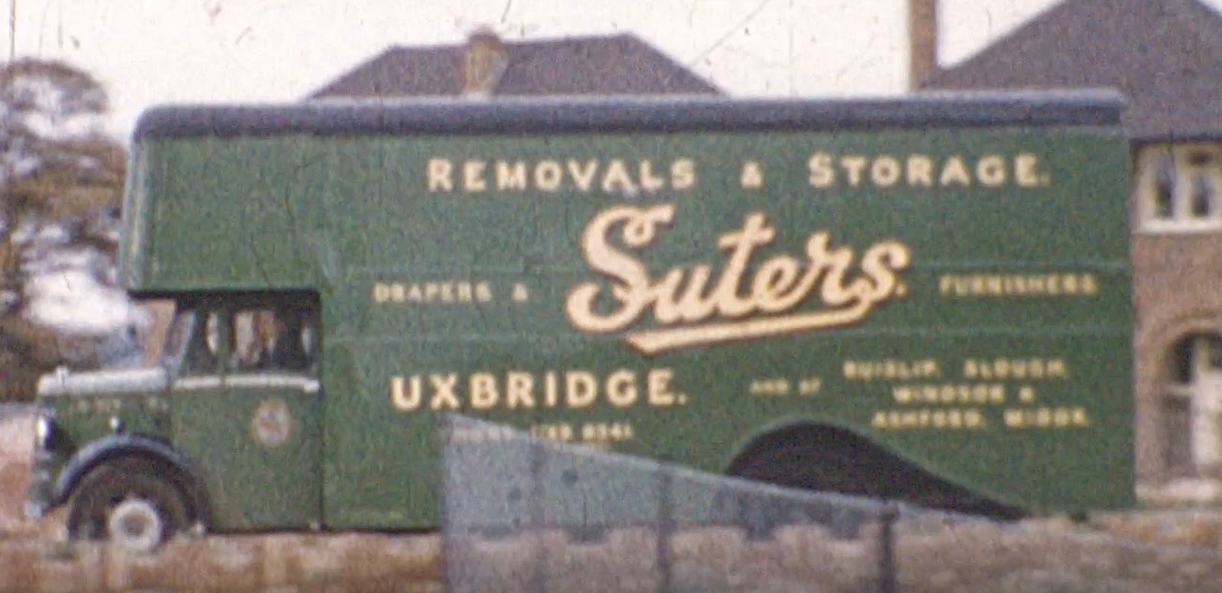 REMOVALS & STORAGE.
Suters.
DRAPERS & FURNISHERS
UXBRIDGE.
AND AT RUISLIP, SLOUGH,
WINDSOR &
ASHFORD, MIDDX.